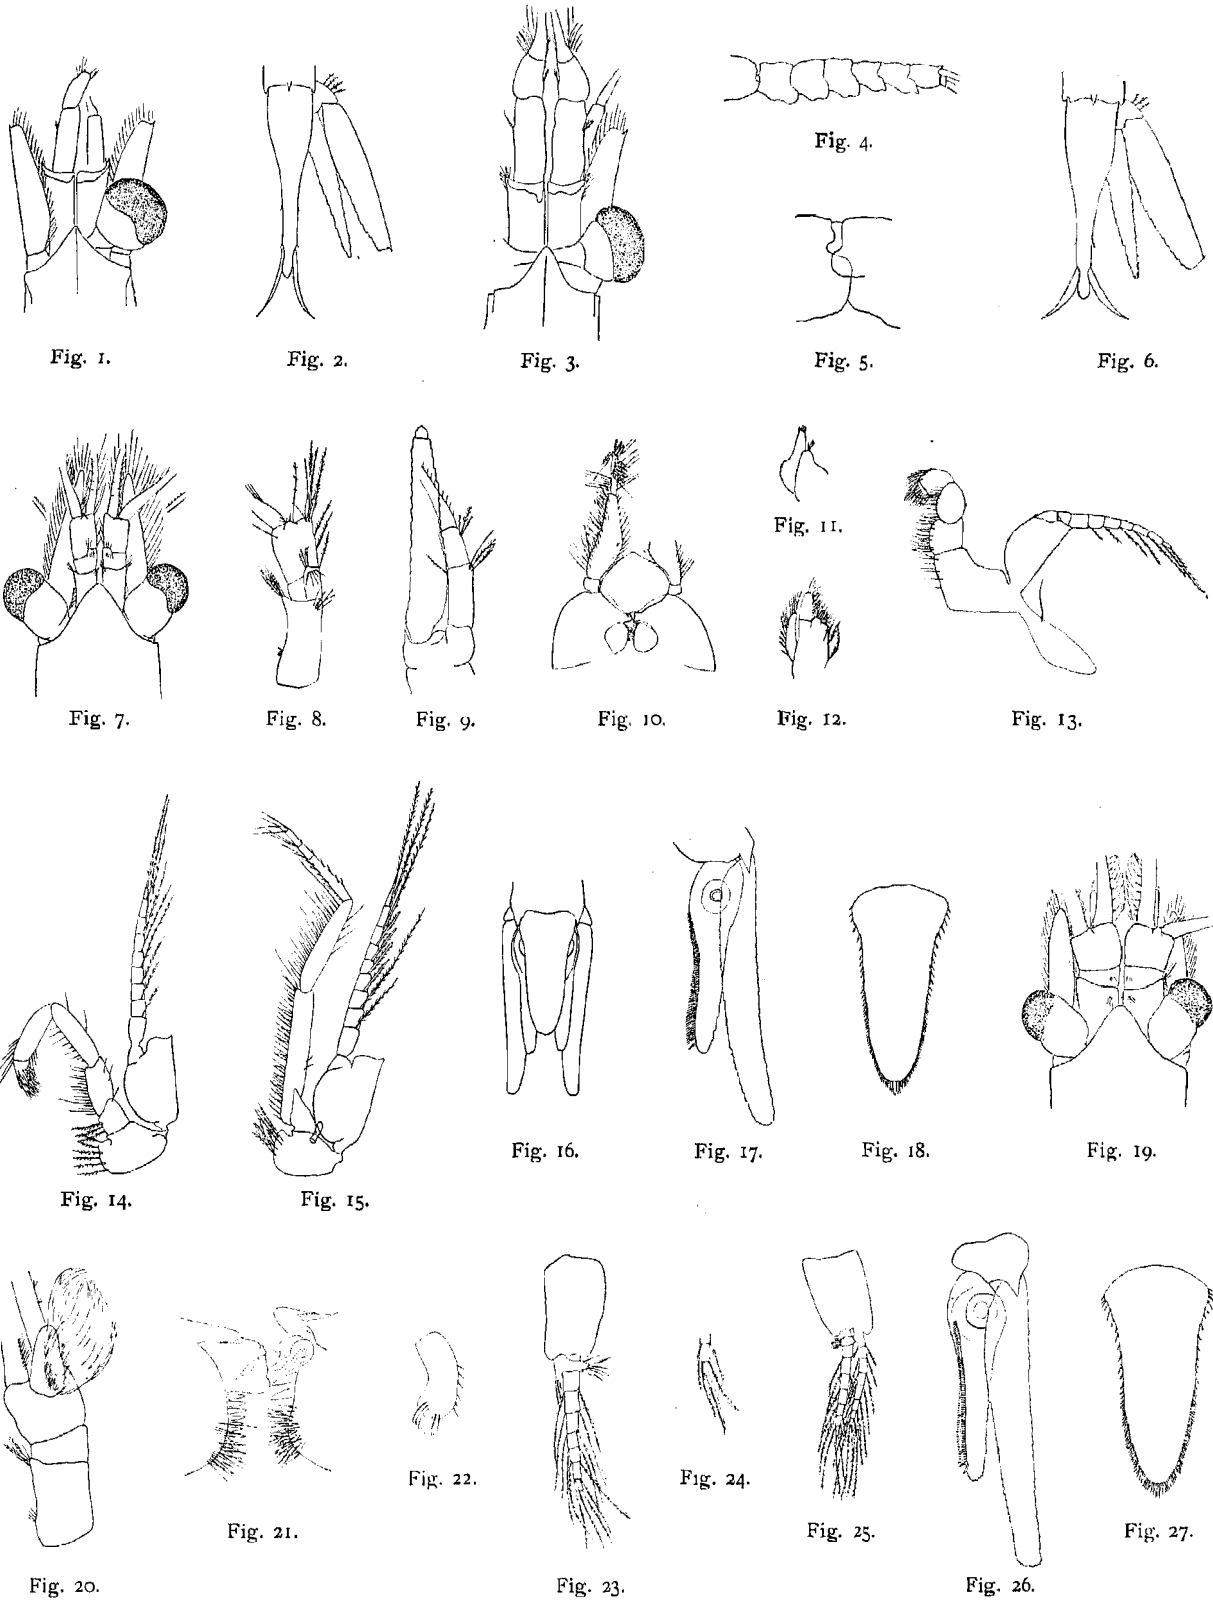 Fig. 4.
Fig. 1.
Fig. 2.
Fig. 3.
Fig. 5.
Fig. 6.
Fig. 11.
Fig. 7.
Fig. 8.
Fig. 9.
Fig. 10.
Fig. 12.
Fig. 13.
Fig. 16.
Fig. 17.
Fig. 18.
Fig. 19.
Fig. 14.
Fig. 15.
Fig. 22.
Fig. 24.
Fig. 21.
Fig. 25.
Fig. 27.
Fig. 20.
Fig. 23.
Fig. 26.